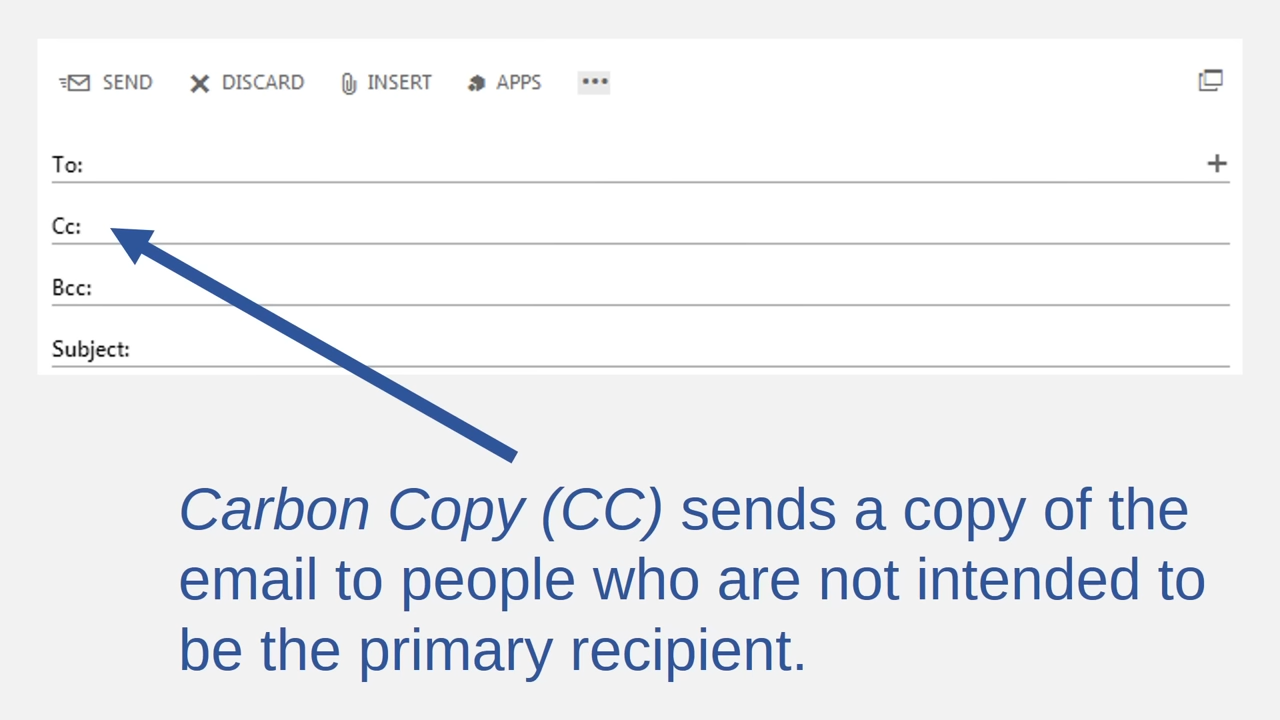 SEND DISCARD INSERT APPS •••
To:
Cc:
Bcc:
Subject:
Carbon Copy (CC) sends a copy of the
email to people who are not intended to
be the primary recipient.